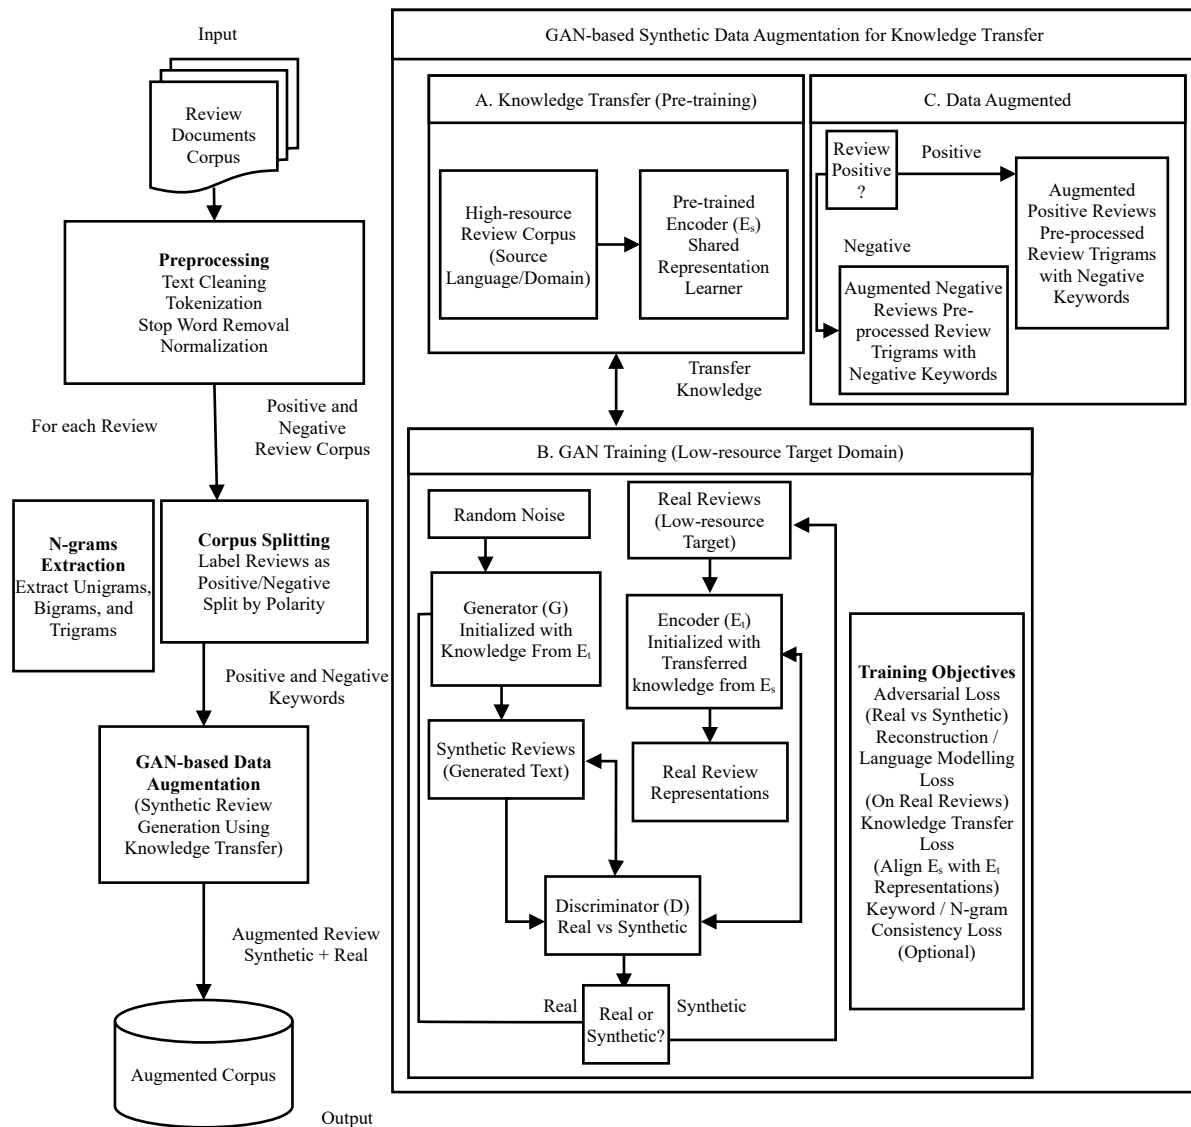 Input
Review
Documents
Corpus
Preprocessing
Text Cleaning
Tokenization
Stop Word Removal
Normalization
For each Review
Positive and
Negative
Review Corpus
N-grams
Extraction
Extract Unigrams,
Bigrams, and
Trigrams
Corpus Splitting
Label Reviews as
Positive/Negative
Split by Polarity
Positive and Negative
Keywords
GAN-based Data
Augmentation
(Synthetic Review
Generation Using
Knowledge Transfer)
Augmented Review
Synthetic + Real
Augmented Corpus
Output
GAN-based Synthetic Data Augmentation for Knowledge Transfer
A. Knowledge Transfer (Pre-training)
High-resource
Review Corpus
(Source
Language/Domain)
Pre-trained
Encoder (Eₛ)
Shared
Representation
Learner
C. Data Augmented
Review
Positive
?
Positive
Augmented
Positive Reviews
Pre-processed
Review Trigrams
with Negative
Keywords
Negative
Augmented Negative
Reviews Pre-
processed Review
Trigrams with
Negative Keywords
Transfer
Knowledge
B. GAN Training (Low-resource Target Domain)
Random Noise
Generator (G)
Initialized with
Knowledge From Eₜ
Synthetic Reviews
(Generated Text)
Real Reviews
(Low-resource
Target)
Encoder (Eₜ)
Initialized with
Transferred
knowledge from Eₛ
Real Review
Representations
Discriminator (D)
Real vs Synthetic
Real
Real or
Synthetic?
Synthetic
Training Objectives
Adversarial Loss
(Real vs Synthetic)
Reconstruction /
Language Modelling
Loss
(On Real Reviews)
Knowledge Transfer
Loss
(Align Eₛ with Eₜ
Representations)
Keyword / N-gram
Consistency Loss
(Optional)